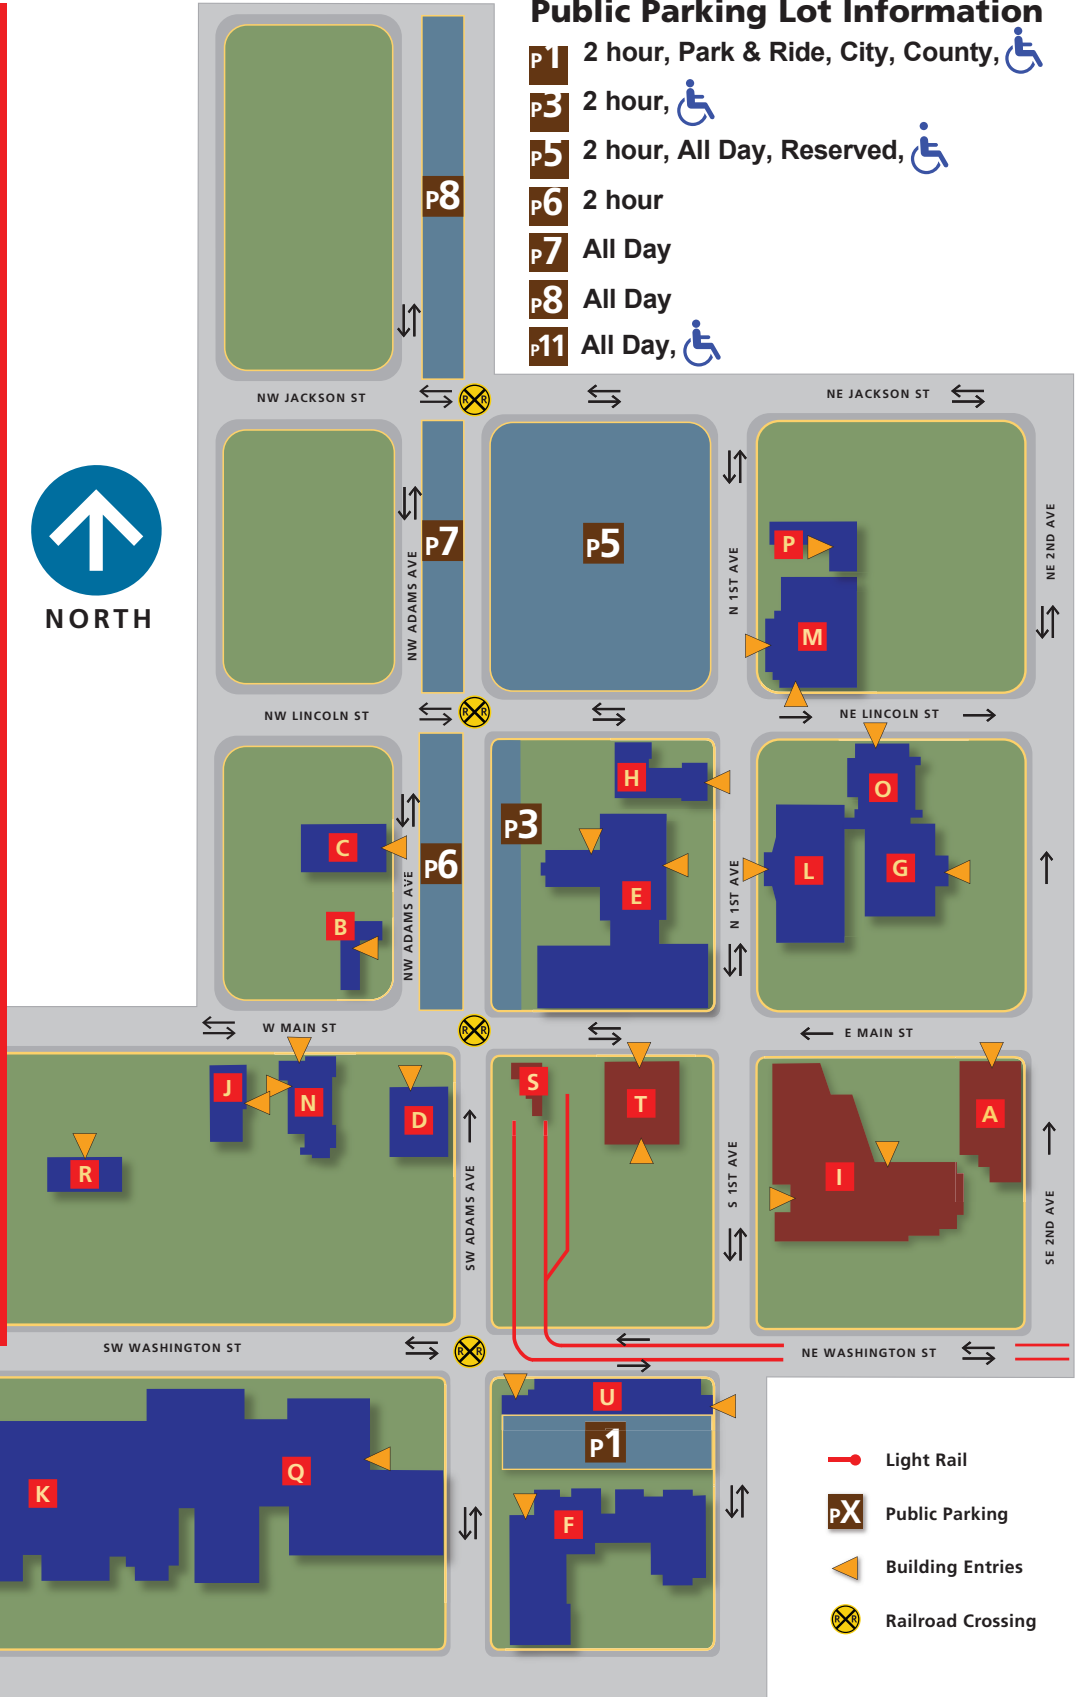 Public Parking Lot Information
P1 2 hour, Park & Ride, City, County,
P3 2 hour,
P5 2 hour, All Day, Reserved,
P6 2 hour
P7 All Day
P8 All Day
P11 All Day,
P8
NW JACKSON ST
R R
NE JACKSON ST
NORTH
P7
P5
NW ADAMS AVE
N 1ST AVE
NE 2ND AVE
P
M
NW LINCOLN ST
R R
NE LINCOLN ST
H
O
P3
C
P6
E
L
G
B
NW ADAMS AVE
N 1ST AVE
W MAIN ST
R R
E MAIN ST
J
N
D
S
T
A
R
I
SW ADAMS AVE
S 1ST AVE
SE 2ND AVE
SW WASHINGTON ST
R R
NE WASHINGTON ST
U
P1
K
Q
F
Light Rail
PX Public Parking
Building Entries
R R Railroad Crossing